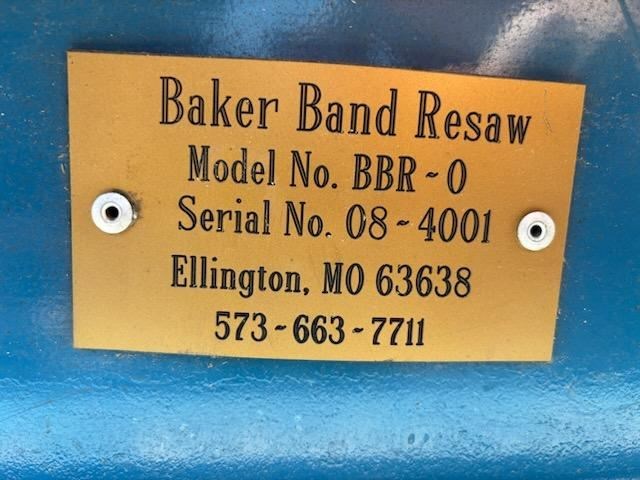 Baker Band Resaw
Model No. BBR~0
Serial No. 08~4001
Ellington, MO 63638
573~663~7711